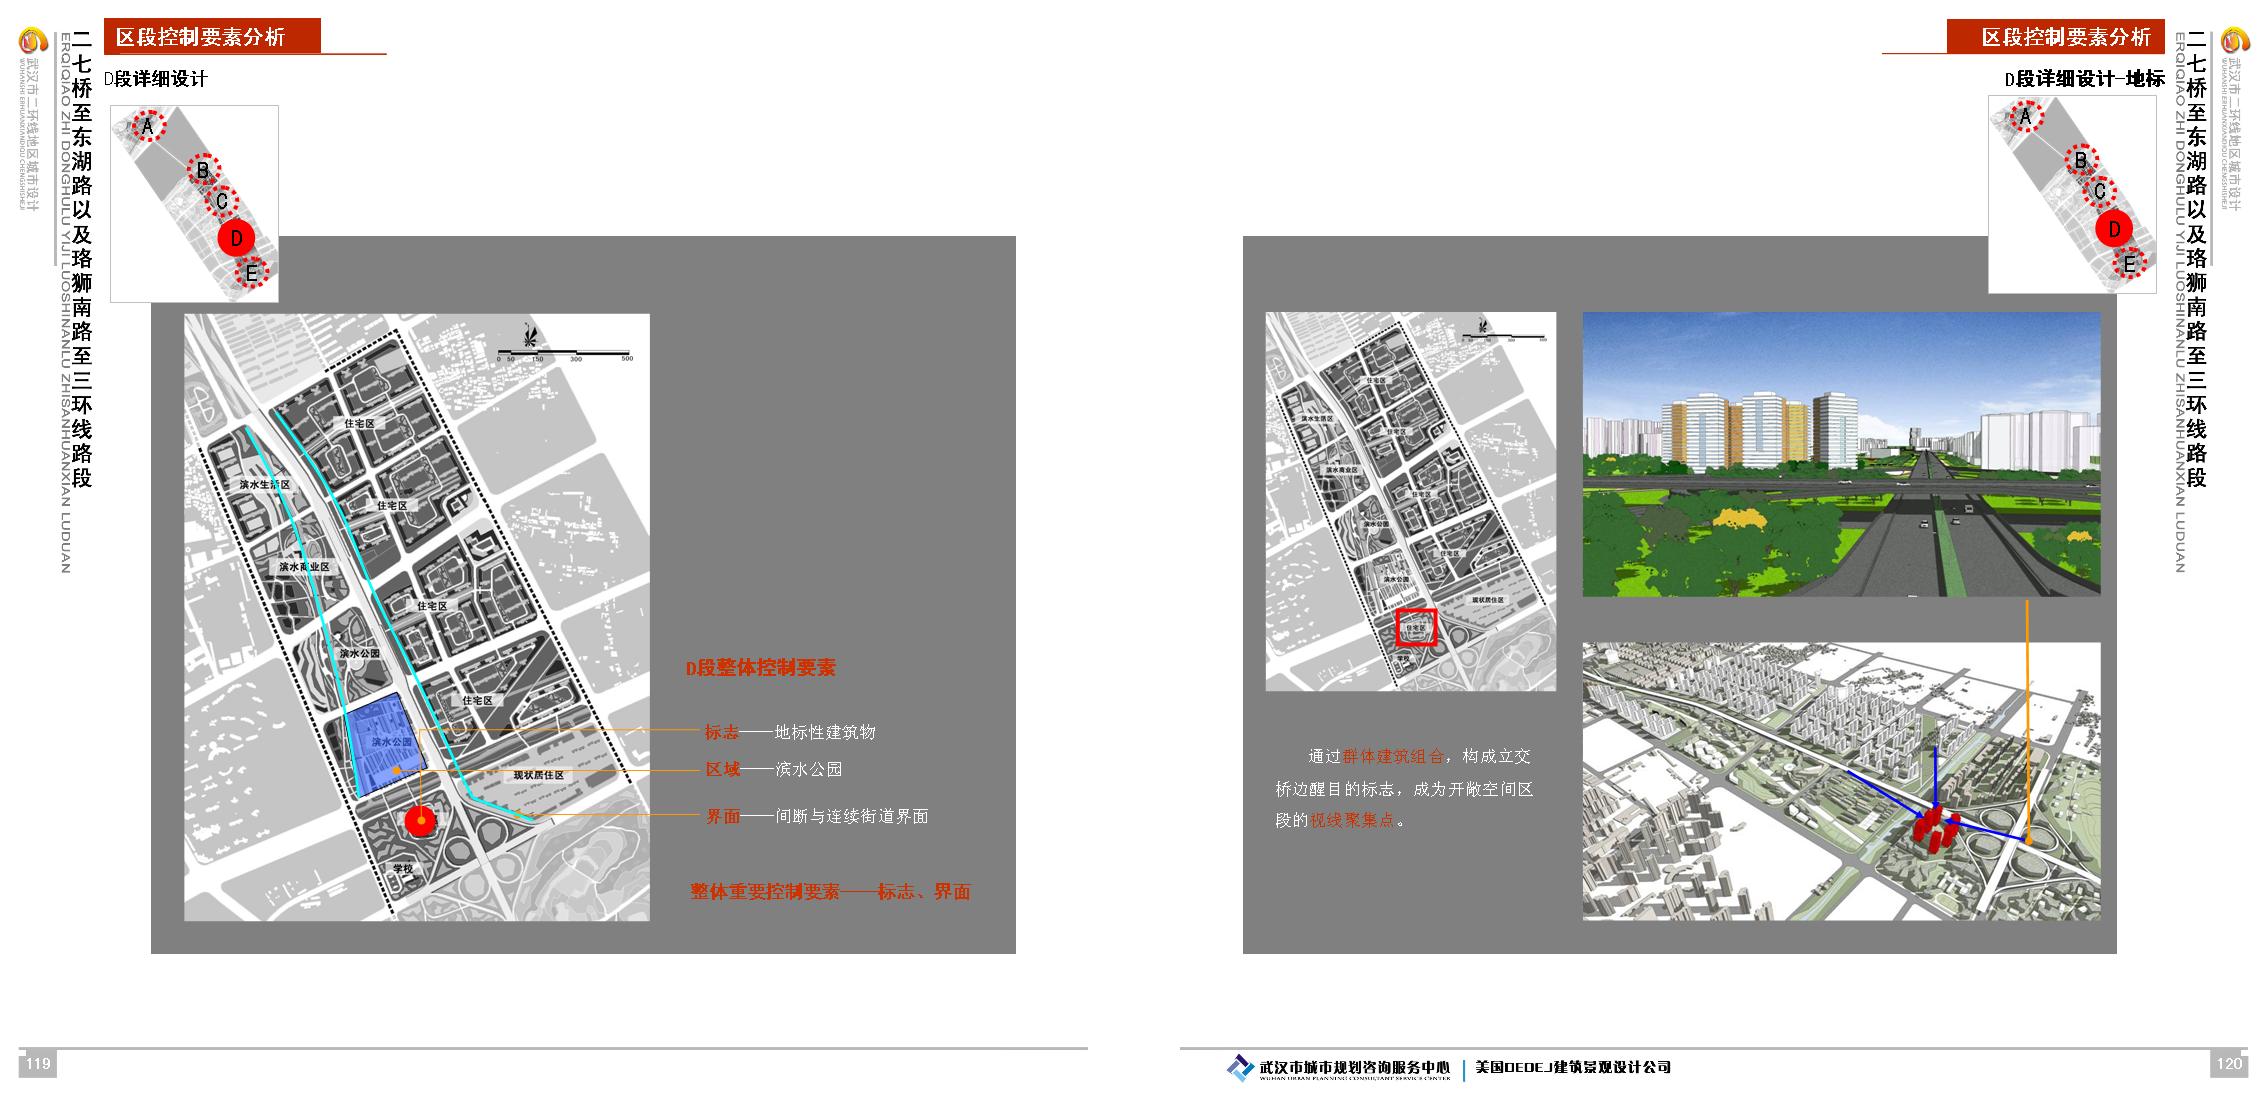 区段控制要素分析
D段详细设计
武汉市二环线地区城市设计
WUHANSHI ERHUANXIANDIQU CHENGSHISHEJI
二七桥至东湖路以及珞狮南路至三环线路段
ERQIQIAO ZHI DONGHULU YIJI LUOSHINANLU ZHISANHUANXIAN LUDUAN
A
B
C
D
E
0 50 150 300 500
住宅区
滨水生活区
住宅区
滨水商业区
住宅区
滨水公园
住宅区
滨水公园
现状居住区
学校
D段整体控制要素
标志——地标性建筑物
区域——滨水公园
界面——间断与连续街道界面
整体重要控制要素——标志、界面
119
区段控制要素分析
D段详细设计-地标
武汉市二环线地区城市设计
WUHANSHI ERHUANXIANDIQU CHENGSHISHEJI
二七桥至东湖路以及珞狮南路至三环线路段
ERQIQIAO ZHI DONGHULU YIJI LUOSHINANLU ZHISANHUANXIAN LUDUAN
A
B
C
D
E
住宅区
滨水生活区
住宅区
滨水商业区
住宅区
滨水公园
住宅区
滨水公园
现状居住区
住宅区
学校
通过群体建筑组合，构成立交
桥边醒目的标志，成为开敞空间区
段的视线聚集点。
武汉市城市规划咨询服务中心
WUHAN URBAN PLANNING CONSULTANT SERVICE CENTER
美国DEDEJ建筑景观设计公司
120